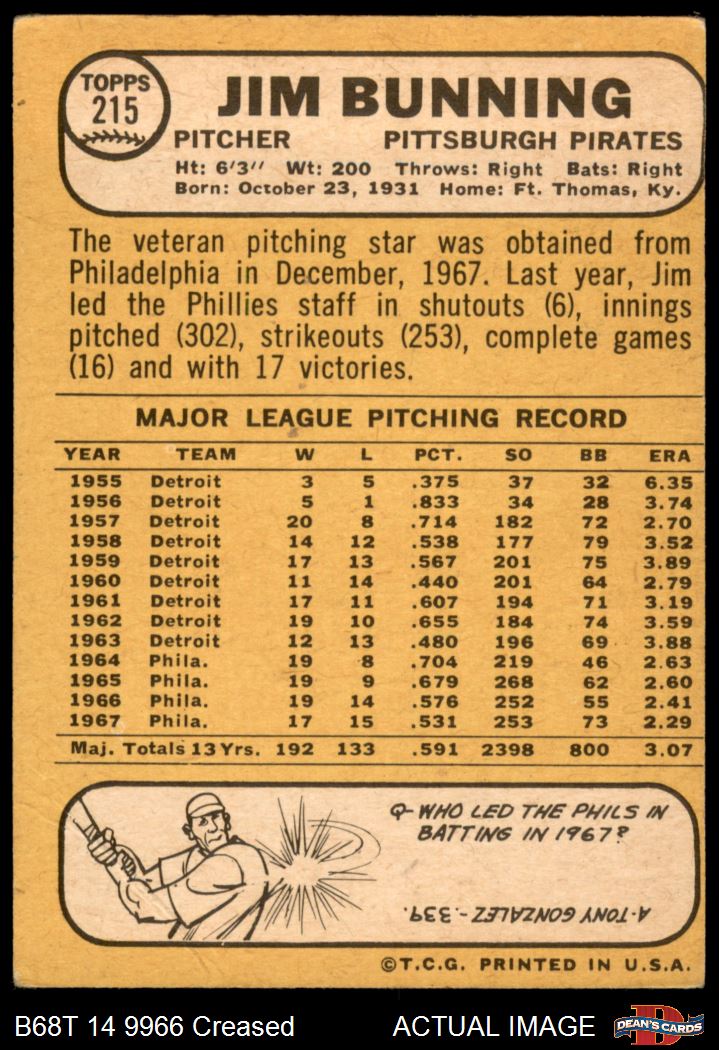 TOPPS
215
JIM BUNNING
PITCHER PITTSBURGH PIRATES
Ht: 6'3" Wt: 200 Throws: Right Bats: Right
Born: October 23, 1931 Home: Ft. Thomas, Ky.
The veteran pitching star was obtained from
Philadelphia in December, 1967. Last year, Jim
led the Phillies staff in shutouts (6), innings
pitched (302), strikeouts (253), complete games
(16) and with 17 victories.
MAJOR LEAGUE PITCHING RECORD
YEAR TEAM W L PCT. SO BB ERA
1955 Detroit 3 5 .375 37 32 6.35
1956 Detroit 5 1 .833 34 28 3.74
1957 Detroit 20 8 .714 182 72 2.70
1958 Detroit 14 12 .538 177 79 3.52
1959 Detroit 17 13 .567 201 75 3.89
1960 Detroit 11 14 .440 201 64 2.79
1961 Detroit 17 11 .607 194 71 3.19
1962 Detroit 19 10 .655 184 74 3.59
1963 Detroit 12 13 .480 196 69 3.88
1964 Phila. 19 8 .704 219 46 2.63
1965 Phila. 19 9 .679 268 62 2.60
1966 Phila. 19 14 .576 252 55 2.41
1967 Phila. 17 15 .531 253 73 2.29
Maj. Totals 13 Yrs. 192 133 .591 2398 800 3.07
Q-WHO LED THE PHILS IN
BATTING IN 1967?
A-TONY GONZALEZ-.339.
©T.C.G. PRINTED IN U.S.A.
B68T 14 9966 Creased ACTUAL IMAGE
DEAN'S CARDS